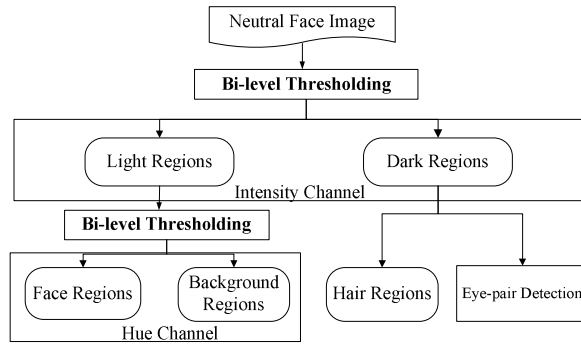 Neutral Face Image
Bi-level Thresholding
Light Regions
Dark Regions
Intensity Channel
Bi-level Thresholding
Face Regions
Background
Regions
Hair Regions
Eye-pair Detection
Hue Channel